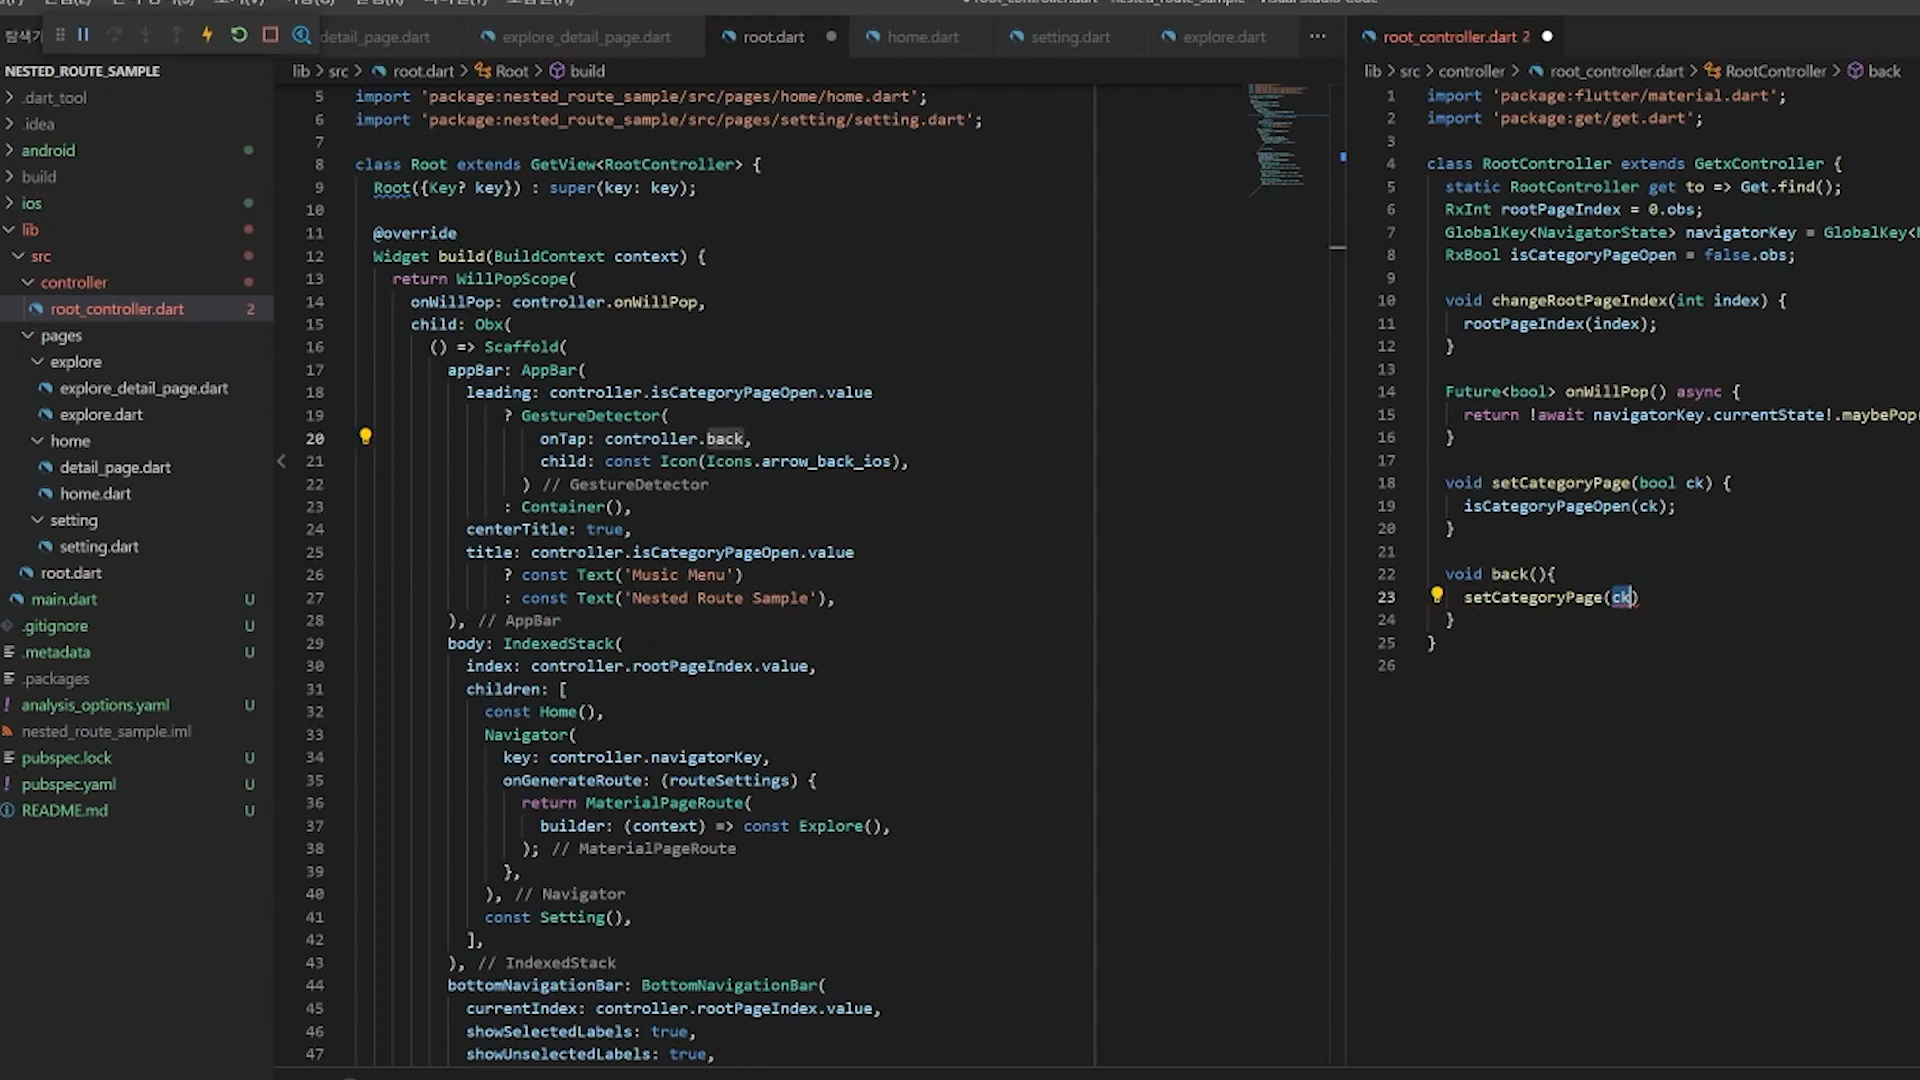 root_controller.dart - nested_route_sample - Visual Studio Code
탐색기
detail_page.dart
explore_detail_page.dart
root.dart
home.dart
setting.dart
explore.dart
root_controller.dart 2
NESTED_ROUTE_SAMPLE
.dart_tool
.idea
android
build
ios
lib
src
controller
root_controller.dart 2
pages
explore
explore_detail_page.dart
explore.dart
home
detail_page.dart
home.dart
setting
setting.dart
root.dart
main.dart U
.gitignore U
.metadata U
.packages
analysis_options.yaml U
nested_route_sample.iml
pubspec.lock U
pubspec.yaml U
README.md U
lib > src > root.dart > Root > build
5 import 'package:nested_route_sample/src/pages/home/home.dart';
6 import 'package:nested_route_sample/src/pages/setting/setting.dart';
7
8 class Root extends GetView<RootController> {
9 Root({Key? key}) : super(key: key);
10
11 @override
12 Widget build(BuildContext context) {
13 return WillPopScope(
14 onWillPop: controller.onWillPop,
15 child: Obx(
16 () => Scaffold(
17 appBar: AppBar(
18 leading: controller.isCategoryPageOpen.value
19 ? GestureDetector(
20 onTap: controller.back,
21 child: const Icon(Icons.arrow_back_ios),
22 ) // GestureDetector
23 : Container(),
24 centerTitle: true,
25 title: controller.isCategoryPageOpen.value
26 ? const Text('Music Menu')
27 : const Text('Nested Route Sample'),
28 ), // AppBar
29 body: IndexedStack(
30 index: controller.rootPageIndex.value,
31 children: [
32 const Home(),
33 Navigator(
34 key: controller.navigatorKey,
35 onGenerateRoute: (routeSettings) {
36 return MaterialPageRoute(
37 builder: (context) => const Explore(),
38 ); // MaterialPageRoute
39 },
40 ), // Navigator
41 const Setting(),
42 ],
43 ), // IndexedStack
44 bottomNavigationBar: BottomNavigationBar(
45 currentIndex: controller.rootPageIndex.value,
46 showSelectedLabels: true,
47 showUnselectedLabels: true,
lib > src > controller > root_controller.dart > RootController > back
1 import 'package:flutter/material.dart';
2 import 'package:get/get.dart';
3
4 class RootController extends GetxController {
5 static RootController get to => Get.find();
6 RxInt rootPageIndex = 0.obs;
7 GlobalKey<NavigatorState> navigatorKey = GlobalKey<
8 RxBool isCategoryPageOpen = false.obs;
9
10 void changeRootPageIndex(int index) {
11 rootPageIndex(index);
12 }
13
14 Future<bool> onWillPop() async {
15 return !await navigatorKey.currentState!.maybePop(
16 }
17
18 void setCategoryPage(bool ck) {
19 isCategoryPageOpen(ck);
20 }
21
22 void back(){
23 setCategoryPage(ck)
24 }
25 }
26